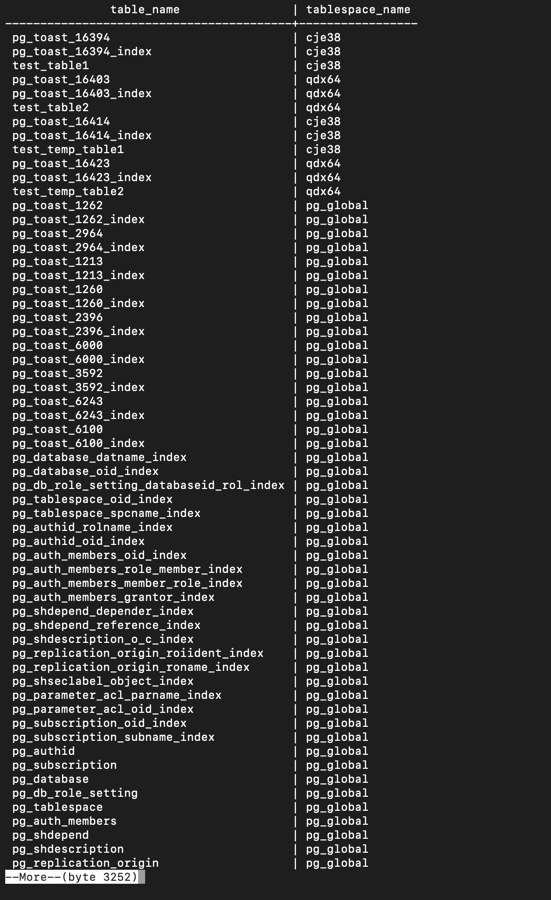 table_name | tablespace_name
-----------------------------------------+-----------------
pg_toast_16394 | cje38
pg_toast_16394_index | cje38
test_table1 | cje38
pg_toast_16403 | qdx64
pg_toast_16403_index | qdx64
test_table2 | qdx64
pg_toast_16414 | cje38
pg_toast_16414_index | cje38
test_temp_table1 | cje38
pg_toast_16423 | qdx64
pg_toast_16423_index | qdx64
test_temp_table2 | qdx64
pg_toast_1262 | pg_global
pg_toast_1262_index | pg_global
pg_toast_2964 | pg_global
pg_toast_2964_index | pg_global
pg_toast_1213 | pg_global
pg_toast_1213_index | pg_global
pg_toast_1260 | pg_global
pg_toast_1260_index | pg_global
pg_toast_2396 | pg_global
pg_toast_2396_index | pg_global
pg_toast_6000 | pg_global
pg_toast_6000_index | pg_global
pg_toast_3592 | pg_global
pg_toast_3592_index | pg_global
pg_toast_6243 | pg_global
pg_toast_6243_index | pg_global
pg_toast_6100 | pg_global
pg_toast_6100_index | pg_global
pg_database_datname_index | pg_global
pg_database_oid_index | pg_global
pg_db_role_setting_databaseid_rol_index | pg_global
pg_tablespace_oid_index | pg_global
pg_tablespace_spcname_index | pg_global
pg_authid_rolname_index | pg_global
pg_authid_oid_index | pg_global
pg_auth_members_oid_index | pg_global
pg_auth_members_role_member_index | pg_global
pg_auth_members_member_role_index | pg_global
pg_auth_members_grantor_index | pg_global
pg_shdepend_depender_index | pg_global
pg_shdepend_reference_index | pg_global
pg_shdescription_o_c_index | pg_global
pg_replication_origin_roiident_index | pg_global
pg_replication_origin_roname_index | pg_global
pg_shseclabel_object_index | pg_global
pg_parameter_acl_parname_index | pg_global
pg_parameter_acl_oid_index | pg_global
pg_subscription_oid_index | pg_global
pg_subscription_subname_index | pg_global
pg_authid | pg_global
pg_subscription | pg_global
pg_database | pg_global
pg_db_role_setting | pg_global
pg_tablespace | pg_global
pg_auth_members | pg_global
pg_shdepend | pg_global
pg_shdescription | pg_global
pg_replication_origin | pg_global
--More--(byte 3252)